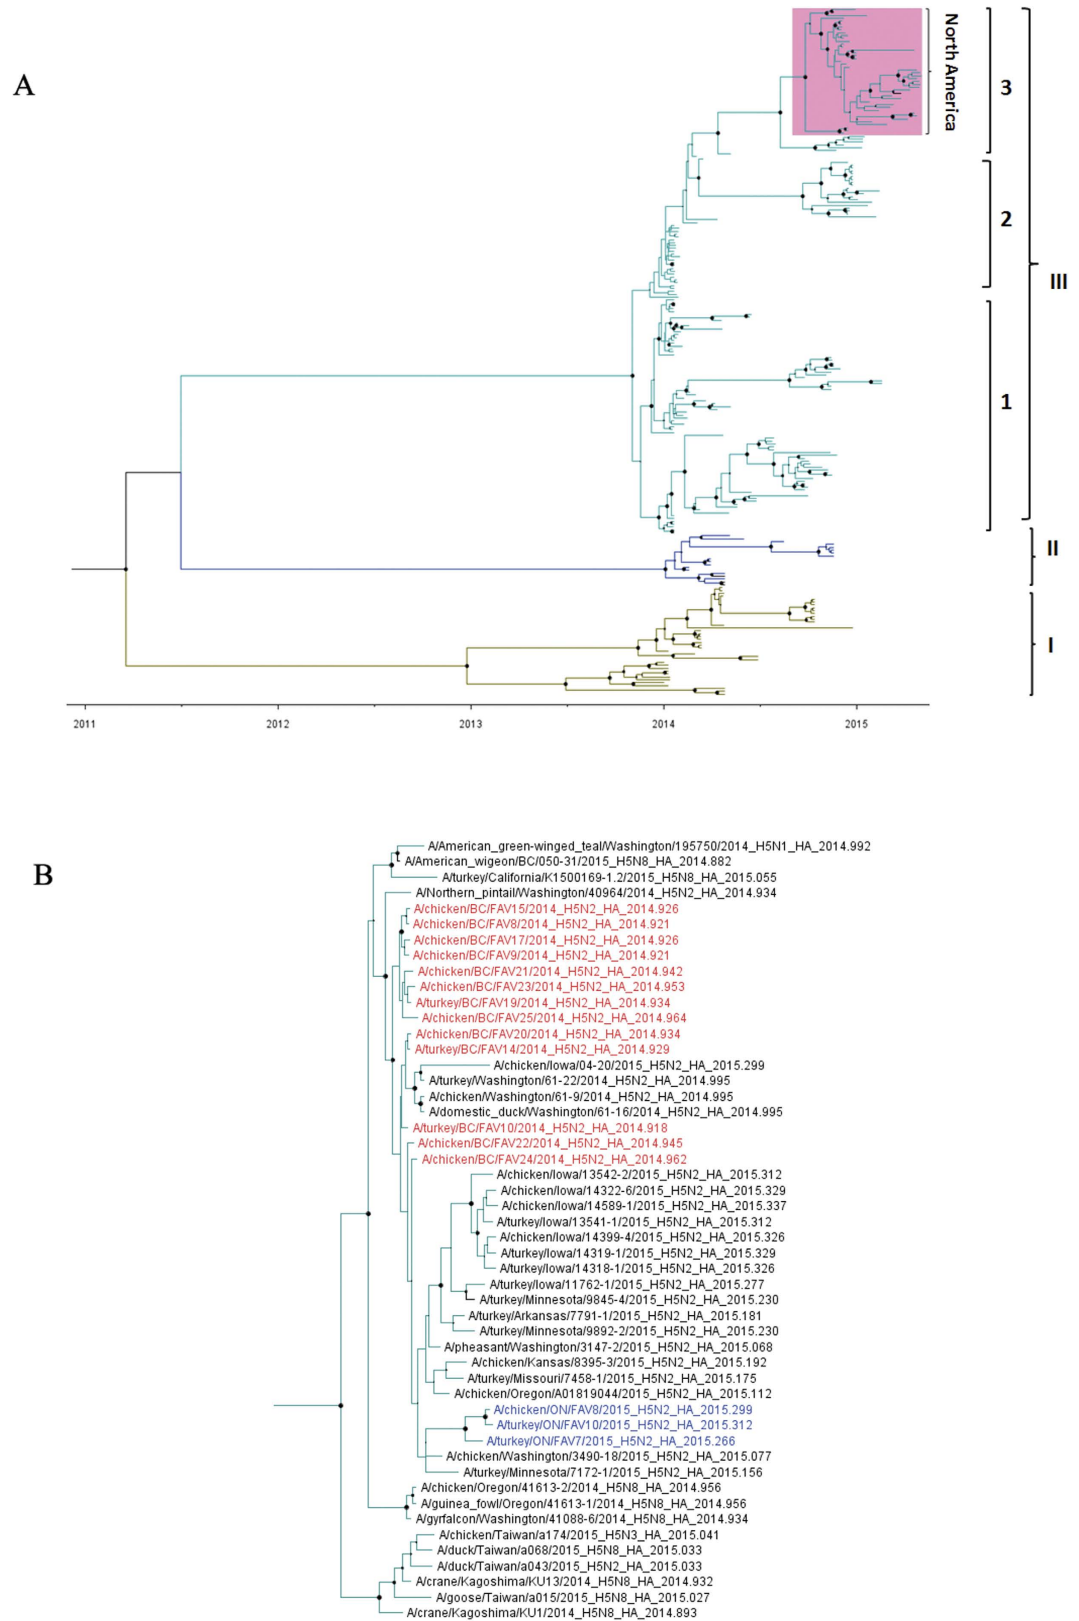 A
North America
3
2
III
1
II
I
2011 2012 2013 2014 2015
B
A/American_green-winged_teal/Washington/195750/2014_H5N1_HA_2014.992
A/American_wigeon/BC/050-31/2015_H5N8_HA_2014.882
A/turkey/California/K1500169-1.2/2015_H5N8_HA_2015.055
A/Northern_pintail/Washington/40964/2014_H5N2_HA_2014.934
A/chicken/BC/FAV15/2014_H5N2_HA_2014.926
A/chicken/BC/FAV8/2014_H5N2_HA_2014.921
A/chicken/BC/FAV17/2014_H5N2_HA_2014.926
A/chicken/BC/FAV9/2014_H5N2_HA_2014.921
A/chicken/BC/FAV21/2014_H5N2_HA_2014.942
A/chicken/BC/FAV23/2014_H5N2_HA_2014.953
A/turkey/BC/FAV19/2014_H5N2_HA_2014.934
A/chicken/BC/FAV25/2014_H5N2_HA_2014.964
A/chicken/BC/FAV20/2014_H5N2_HA_2014.934
A/turkey/BC/FAV14/2014_H5N2_HA_2014.929
A/chicken/Iowa/04-20/2015_H5N2_HA_2015.299
A/turkey/Washington/61-22/2014_H5N2_HA_2014.995
A/chicken/Washington/61-9/2014_H5N2_HA_2014.995
A/domestic_duck/Washington/61-16/2014_H5N2_HA_2014.995
A/turkey/BC/FAV10/2014_H5N2_HA_2014.918
A/chicken/BC/FAV22/2014_H5N2_HA_2014.945
A/chicken/BC/FAV24/2014_H5N2_HA_2014.962
A/chicken/Iowa/13542-2/2015_H5N2_HA_2015.312
A/chicken/Iowa/14322-6/2015_H5N2_HA_2015.329
A/chicken/Iowa/14589-1/2015_H5N2_HA_2015.337
A/turkey/Iowa/13541-1/2015_H5N2_HA_2015.312
A/chicken/Iowa/14399-4/2015_H5N2_HA_2015.326
A/turkey/Iowa/14319-1/2015_H5N2_HA_2015.329
A/turkey/Iowa/14318-1/2015_H5N2_HA_2015.326
A/turkey/Iowa/11762-1/2015_H5N2_HA_2015.277
A/turkey/Minnesota/9845-4/2015_H5N2_HA_2015.230
A/turkey/Arkansas/7791-1/2015_H5N2_HA_2015.181
A/turkey/Minnesota/9892-2/2015_H5N2_HA_2015.230
A/pheasant/Washington/3147-2/2015_H5N2_HA_2015.068
A/chicken/Kansas/8395-3/2015_H5N2_HA_2015.192
A/turkey/Missouri/7458-1/2015_H5N2_HA_2015.175
A/chicken/Oregon/A01819044/2015_H5N2_HA_2015.112
A/chicken/ON/FAV8/2015_H5N2_HA_2015.299
A/turkey/ON/FAV10/2015_H5N2_HA_2015.312
A/turkey/ON/FAV7/2015_H5N2_HA_2015.266
A/chicken/Washington/3490-18/2015_H5N2_HA_2015.077
A/turkey/Minnesota/7172-1/2015_H5N2_HA_2015.156
A/chicken/Oregon/41613-2/2014_H5N8_HA_2014.956
A/guinea_fowl/Oregon/41613-1/2014_H5N8_HA_2014.956
A/gyrfalcon/Washington/41088-6/2014_H5N8_HA_2014.934
A/chicken/Taiwan/a174/2015_H5N3_HA_2015.041
A/duck/Taiwan/a068/2015_H5N8_HA_2015.033
A/duck/Taiwan/a043/2015_H5N2_HA_2015.033
A/crane/Kagoshima/KU13/2014_H5N8_HA_2014.932
A/goose/Taiwan/a015/2015_H5N8_HA_2015.027
A/crane/Kagoshima/KU1/2014_H5N8_HA_2014.893